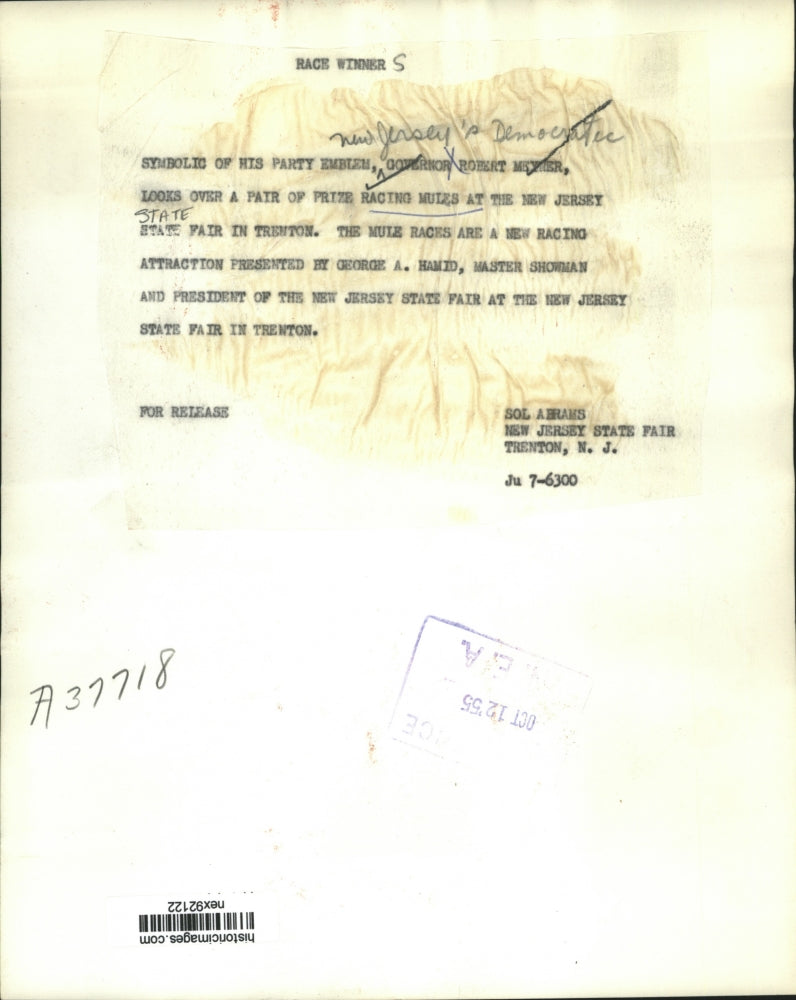 RACE WINNER S
new Jersey's Democratic
SYMBOLIC OF HIS PARTY EMBLEM, GOVERNOR ROBERT MEYNER,
LOOKS OVER A PAIR OF PRIZE RACING MULES AT THE NEW JERSEY
STATE
STATE FAIR IN TRENTON. THE MULE RACES ARE A NEW RACING
ATTRACTION PRESENTED BY GEORGE A. HAMID, MASTER SHOWMAN
AND PRESIDENT OF THE NEW JERSEY STATE FAIR AT THE NEW JERSEY
STATE FAIR IN TRENTON.
FOR RELEASE
SOL ABRAMS
NEW JERSEY STATE FAIR
TRENTON, N. J.
Ju 7-6300
A37718
E. A.
OCT 12 '55
historicimages.com
nex92122